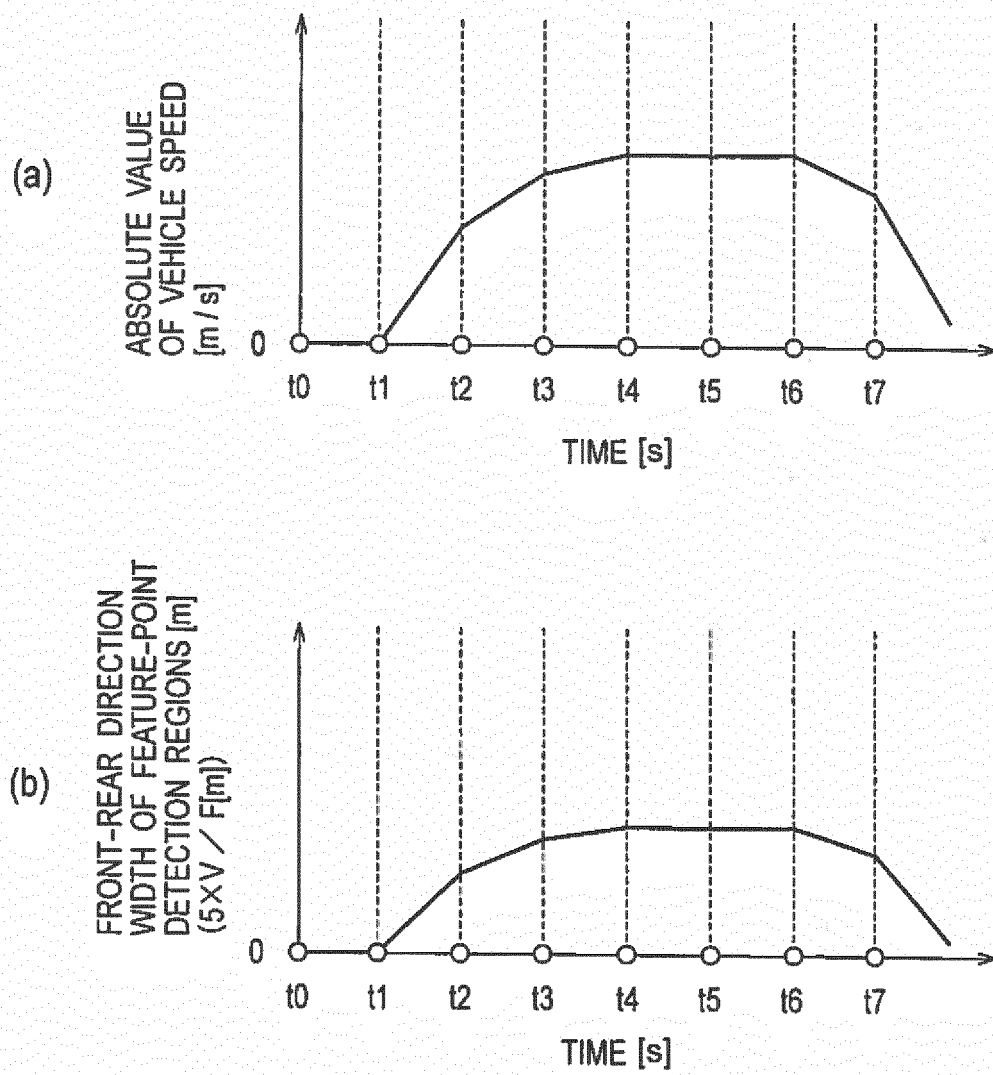 (a)
ABSOLUTE VALUE
OF VEHICLE SPEED
[m / s]
0
t0 t1 t2 t3 t4 t5 t6 t7
TIME [s]
(b)
FRONT-REAR DIRECTION
WIDTH OF FEATURE-POINT
DETECTION REGIONS [m]
(5×V / F[m])
0
t0 t1 t2 t3 t4 t5 t6 t7
TIME [s]